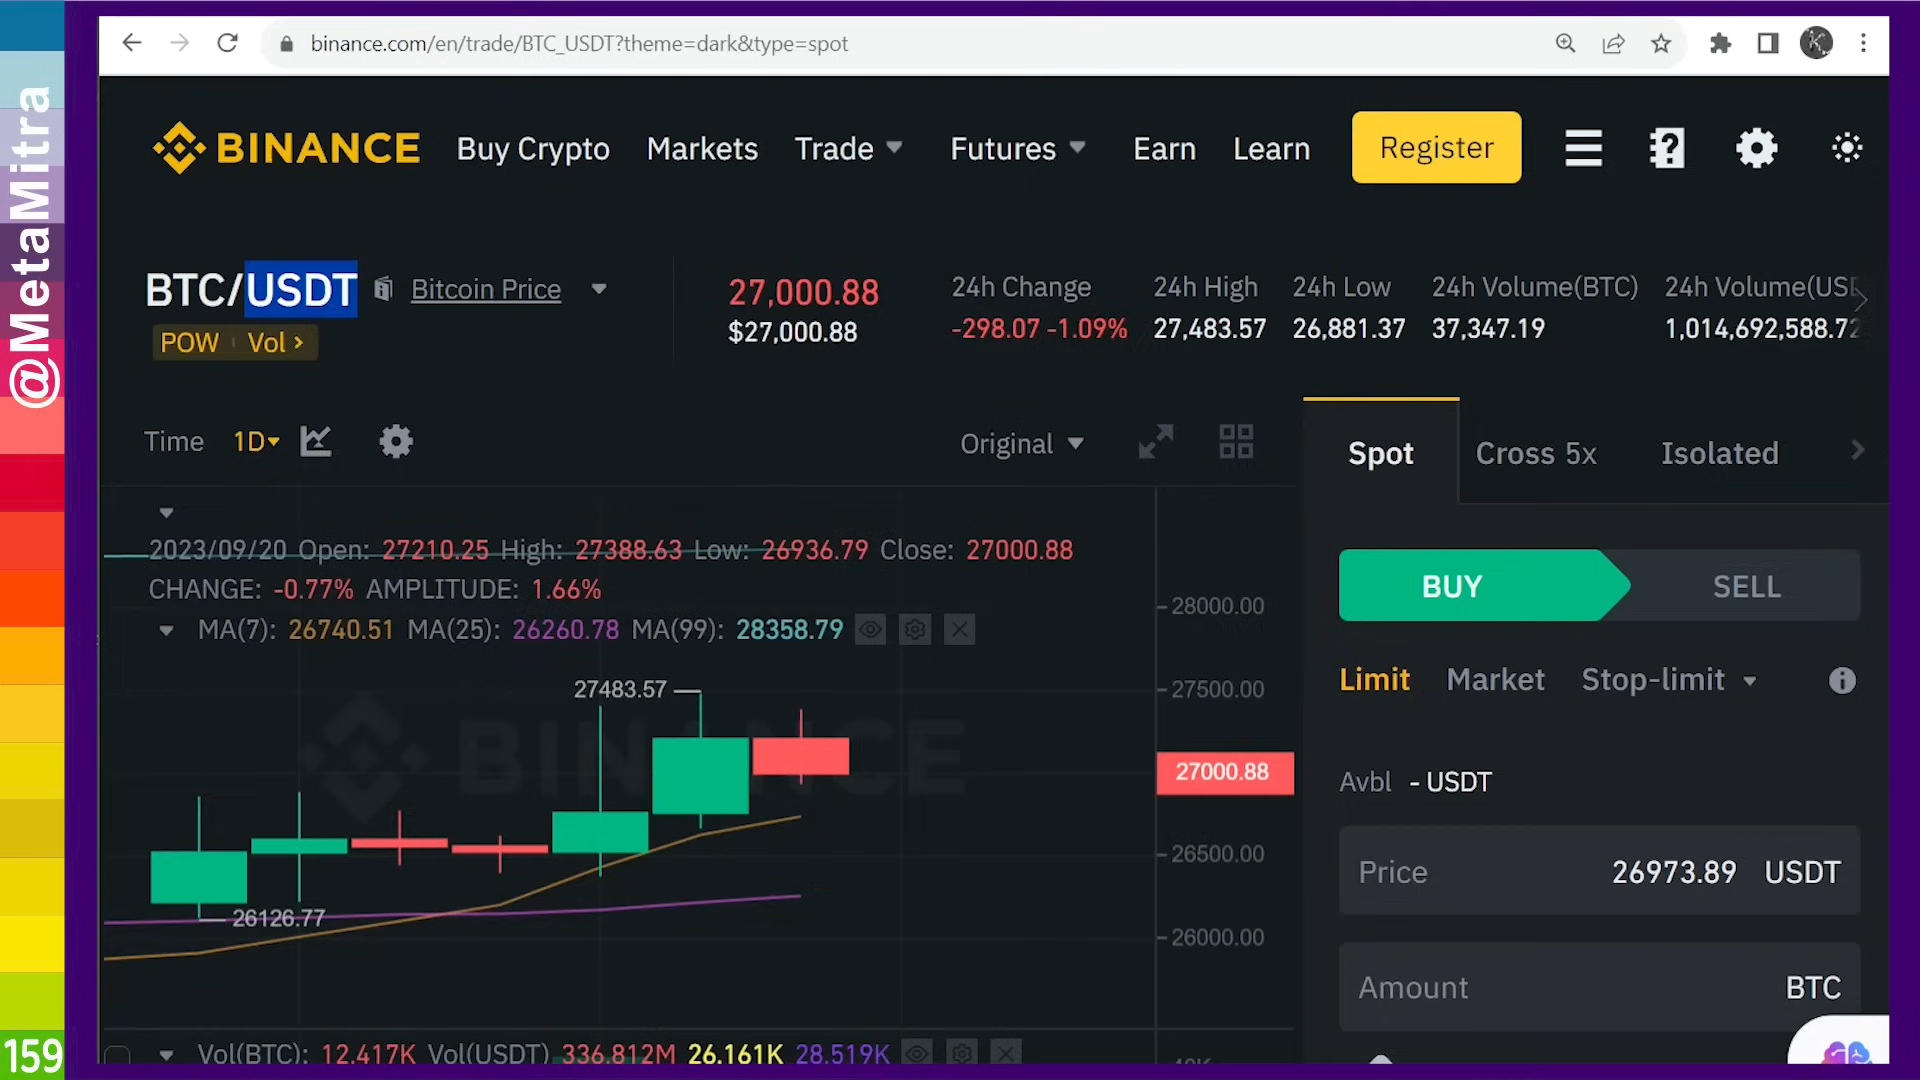 @MetaMitra
159
binance.com/en/trade/BTC_USDT?theme=dark&type=spot
BINANCE Buy Crypto Markets Trade Futures Earn Learn Register
BTC/USDT Bitcoin Price
POW Vol
27,000.88
$27,000.88
24h Change
-298.07 -1.09%
24h High
27,483.57
24h Low
26,881.37
24h Volume(BTC)
37,347.19
24h Volume(USD
1,014,692,588.72
Time 1D Original
2023/09/20 Open: 27210.25 High: 27388.63 Low: 26936.79 Close: 27000.88
CHANGE: -0.77% AMPLITUDE: 1.66%
MA(7): 26740.51 MA(25): 26260.78 MA(99): 28358.79
BINANCE
27483.57
26126.77
28000.00
27500.00
27000.88
26500.00
26000.00
Vol(BTC): 12.417K Vol(USDT) 336.812M 26.161K 28.519K
40K
Spot Cross 5x Isolated
BUY SELL
Limit Market Stop-limit
Avbl - USDT
Price 26973.89 USDT
Amount BTC